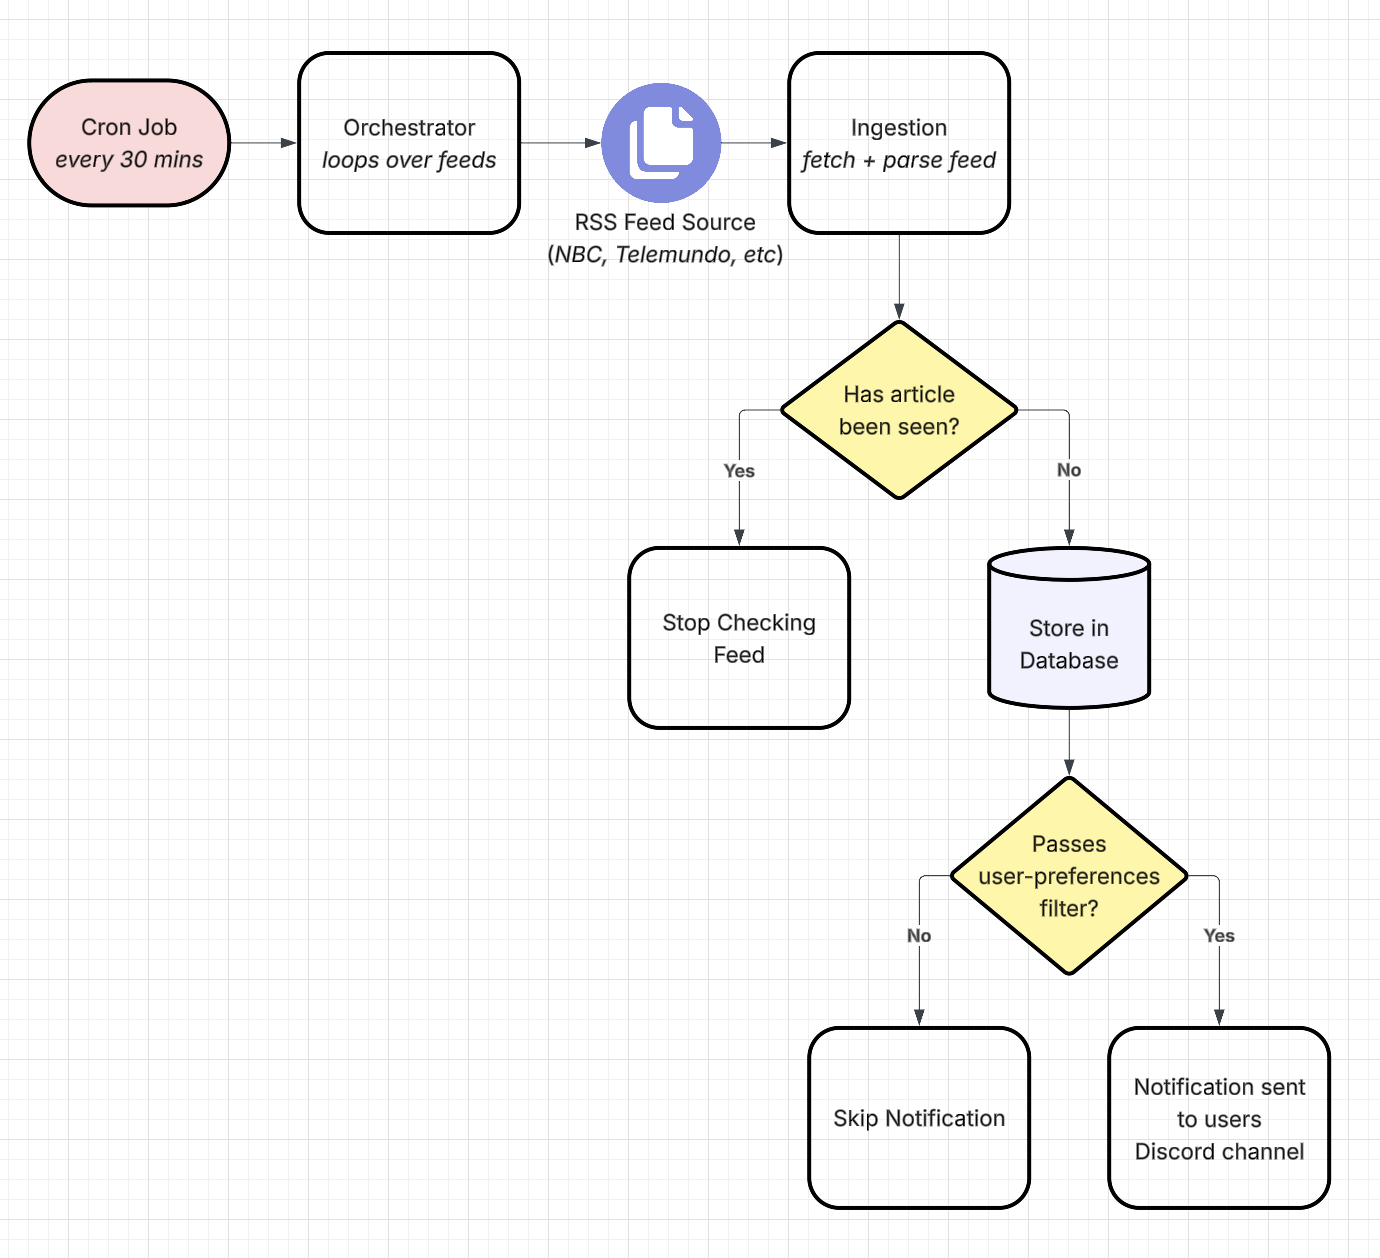 Cron Job
every 30 mins
Orchestrator
loops over feeds
RSS Feed Source
(NBC, Telemundo, etc)
Ingestion
fetch + parse feed
Has article
been seen?
Yes
No
Stop Checking
Feed
Store in
Database
Passes
user-preferences
filter?
No
Yes
Skip Notification
Notification sent
to users
Discord channel